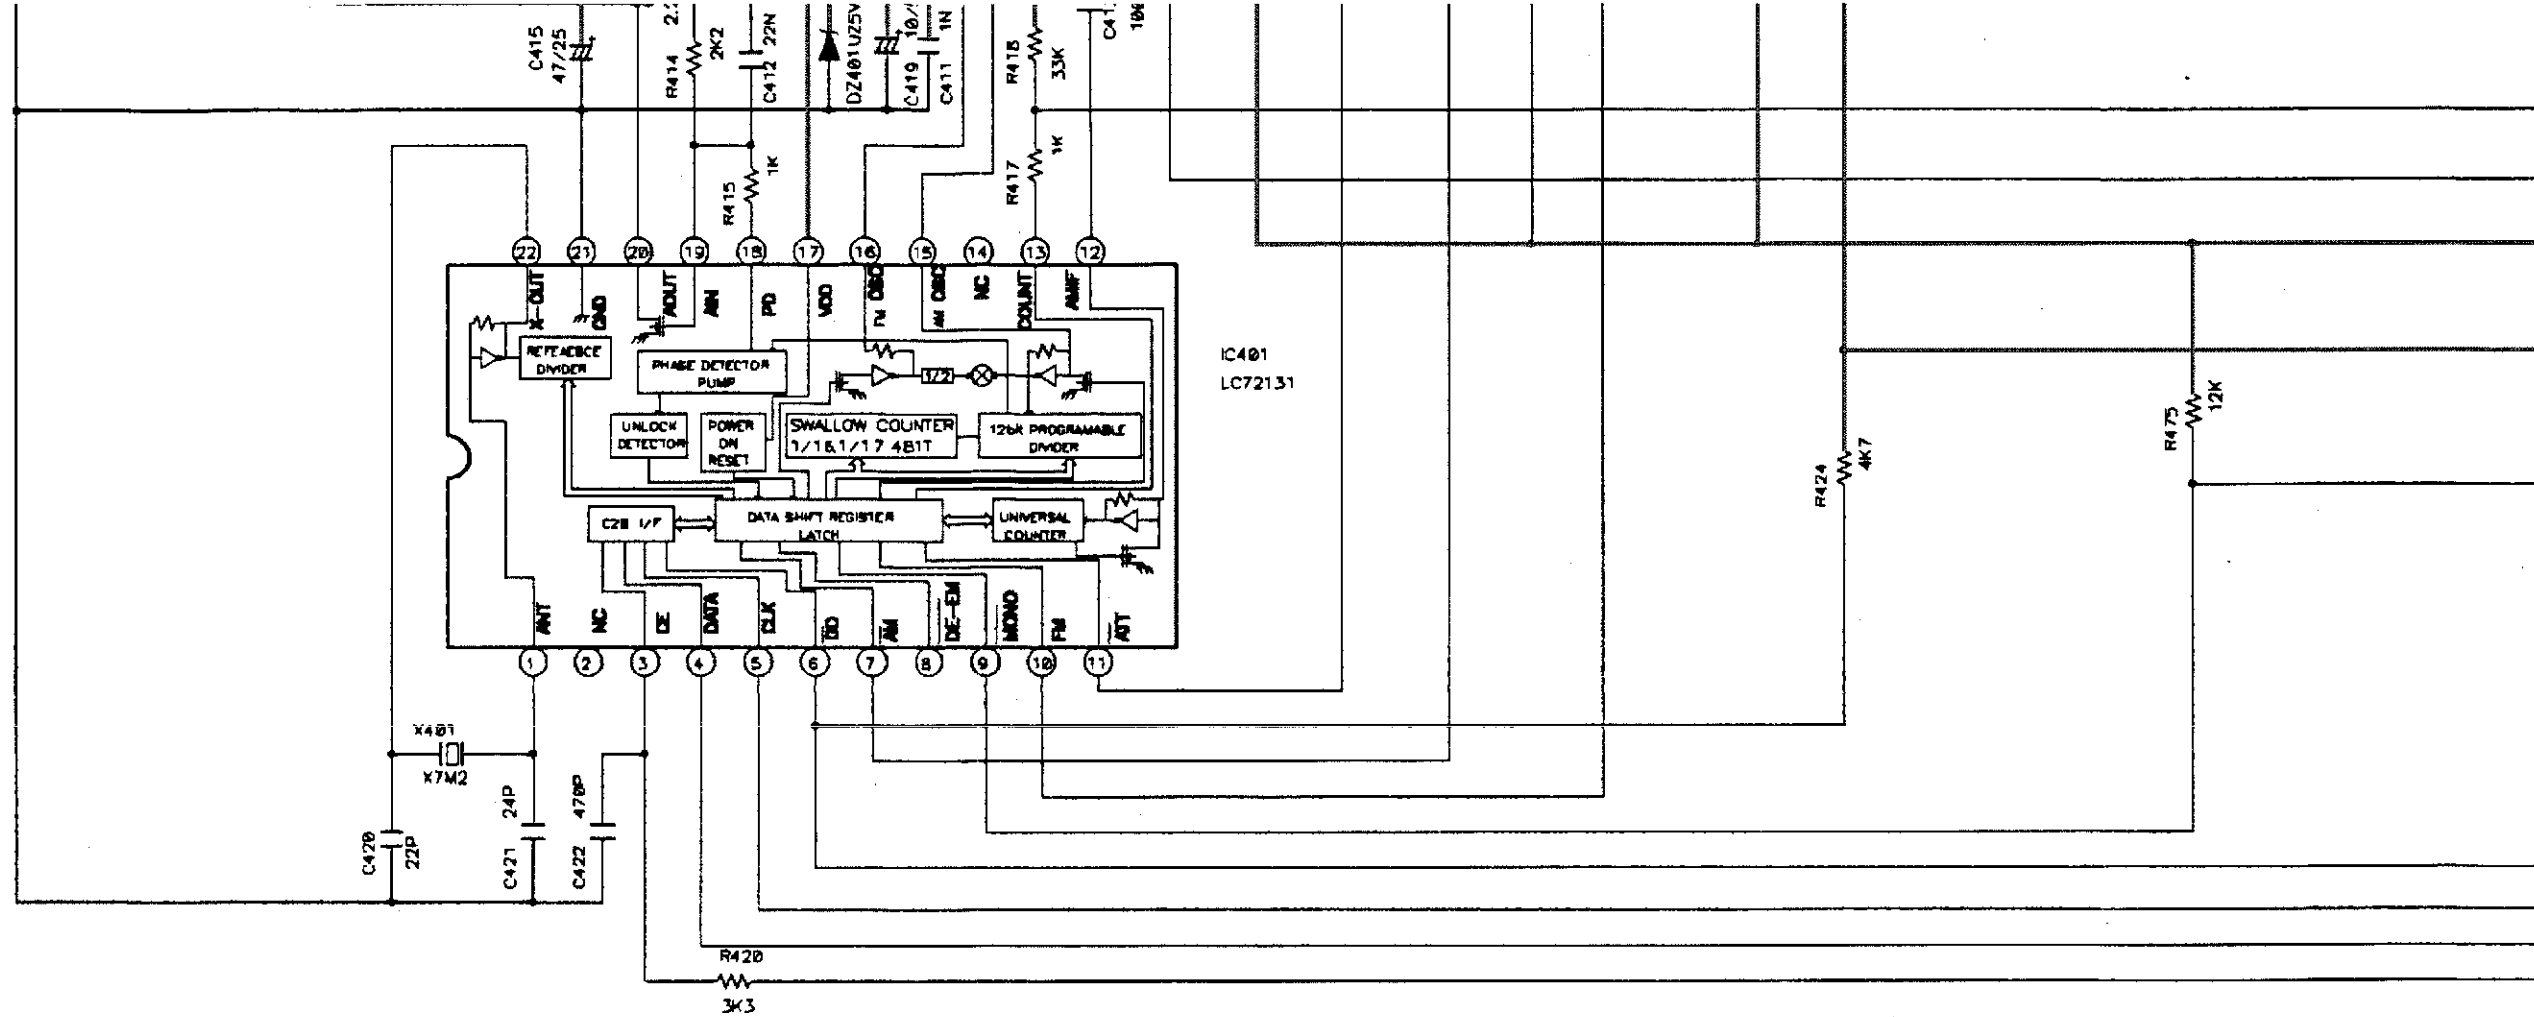 C415
47/25
R414
2K2
C412
22N
DZ401
UZ5V
C419
10/
C411
1N
R418
33K
R417
1K
R415
1K
22
21
20
19
18
17
16
15
14
13
12
X-OUT
GND
AOUT
AIN
PD
VDD
FM OSC
AM OSC
NC
COUNT
AMIF
REFEAENCE
DIVIDER
PHASE DETECTOR
PUMP
1/2
UNLOCK
DETECTOR
POWER
ON
RESET
SWALLOW COUNTER
1/16,1/17 4BIT
12bit PROGRAMABLE
DIVIDER
C2B I/F
DATA SHIFT REGISTER
LATCH
UNIVERSAL
COUNTER
IC401
LC72131
ANT
NC
CE
DATA
CLK
DO
AM
DE-EM
MONO
FM
ATT
1
2
3
4
5
6
7
8
9
10
11
R424
4K7
R475
12K
X401
X7M2
C420
22P
C421
24P
C422
470P
R420
3K3